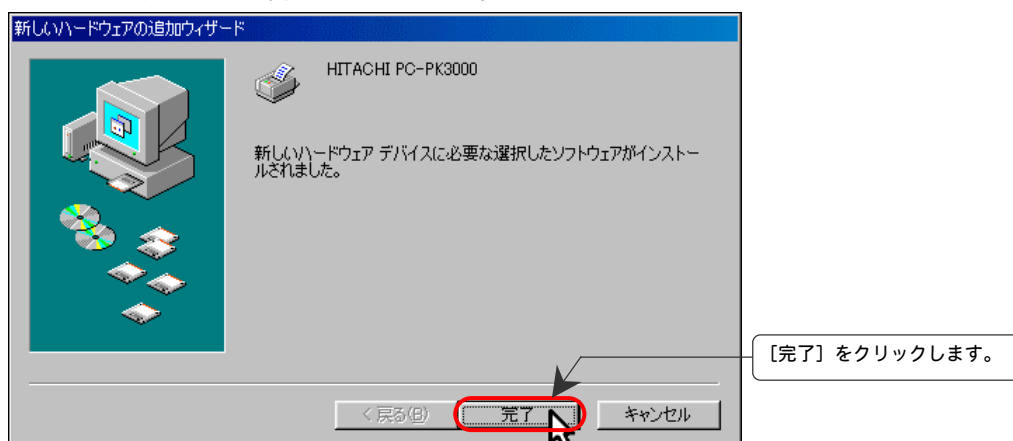 新しいハードウェアの追加ウィザード
HITACHI PC-PK3000
新しいハードウェア デバイスに必要な選択したソフトウェアがインストー
ルされました。
[完了] をクリックします。
< 戻る(B)
完了
キャンセル